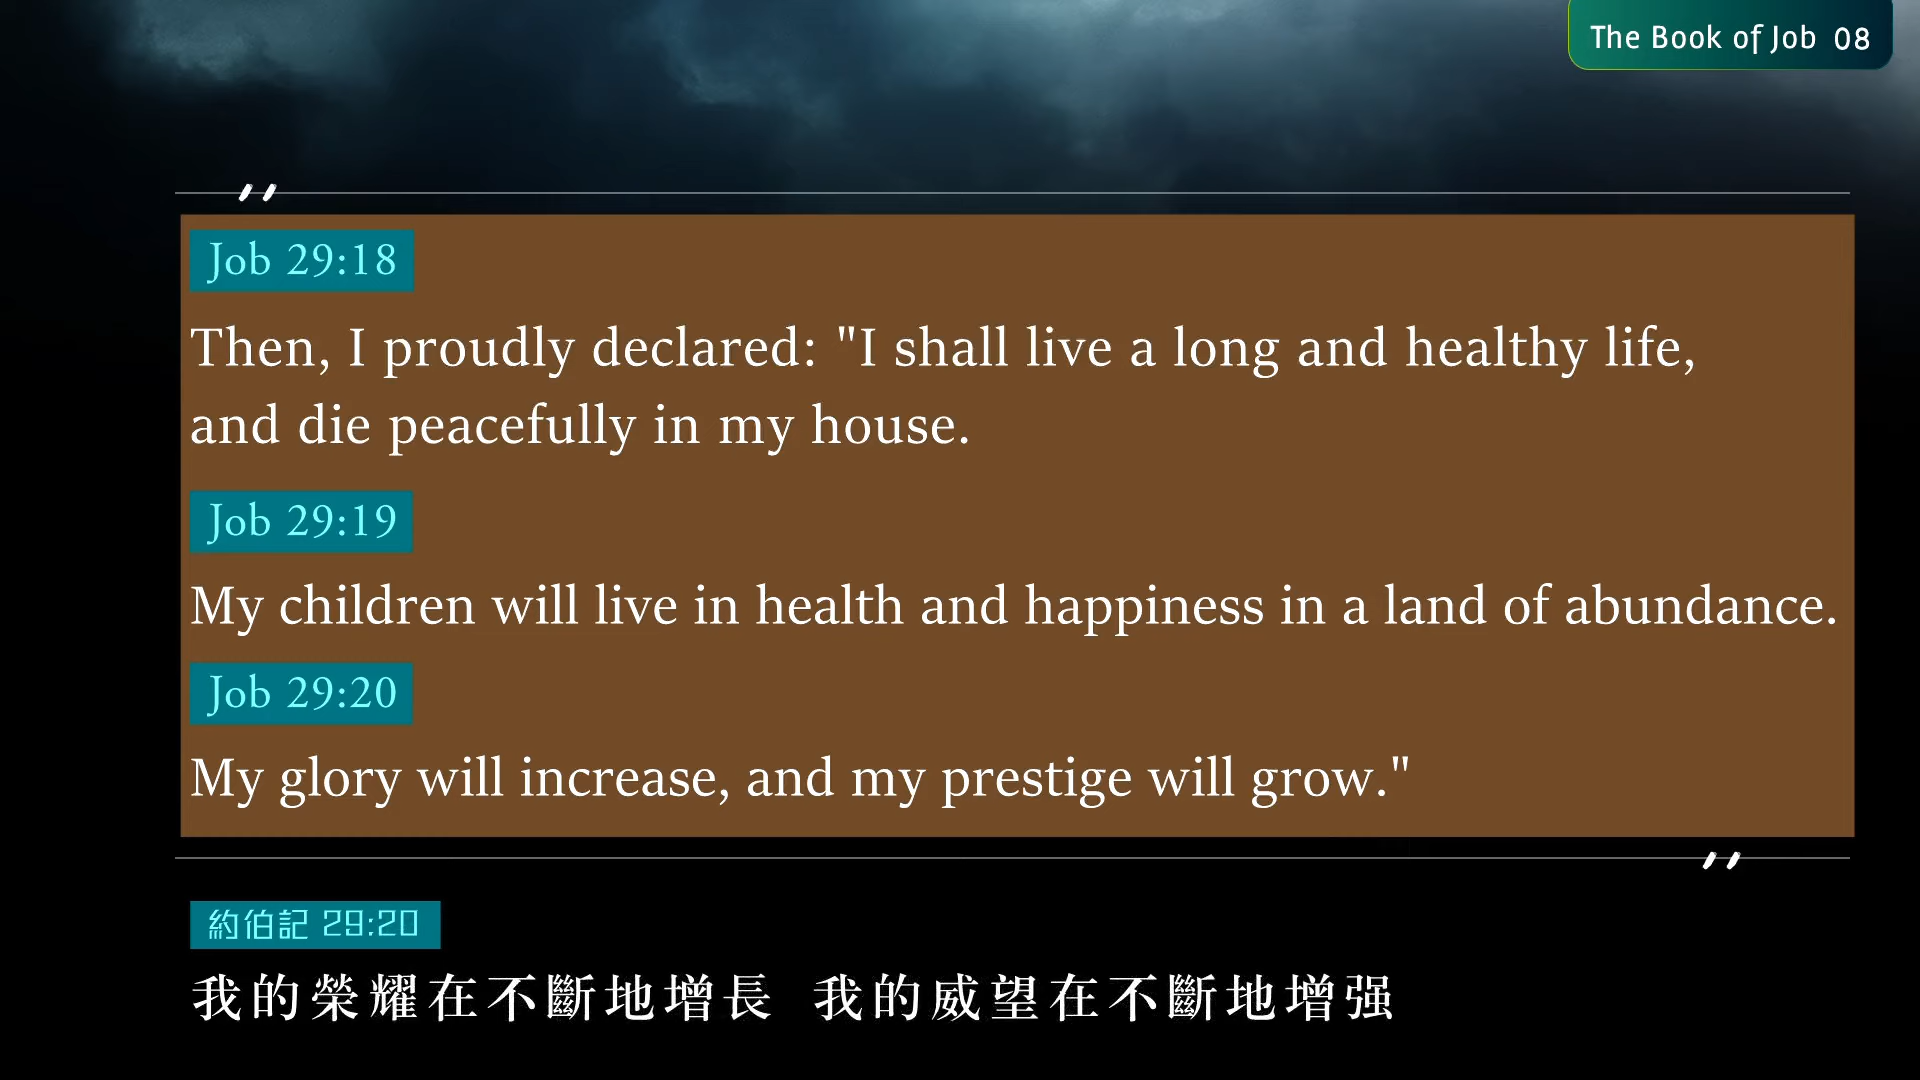 The Book of Job 08
Job 29:18
Then, I proudly declared: "I shall live a long and healthy life,
and die peacefully in my house.
Job 29:19
My children will live in health and happiness in a land of abundance.
Job 29:20
My glory will increase, and my prestige will grow."
約伯記 29:20
我的榮耀在不斷地增長 我的威望在不斷地增强